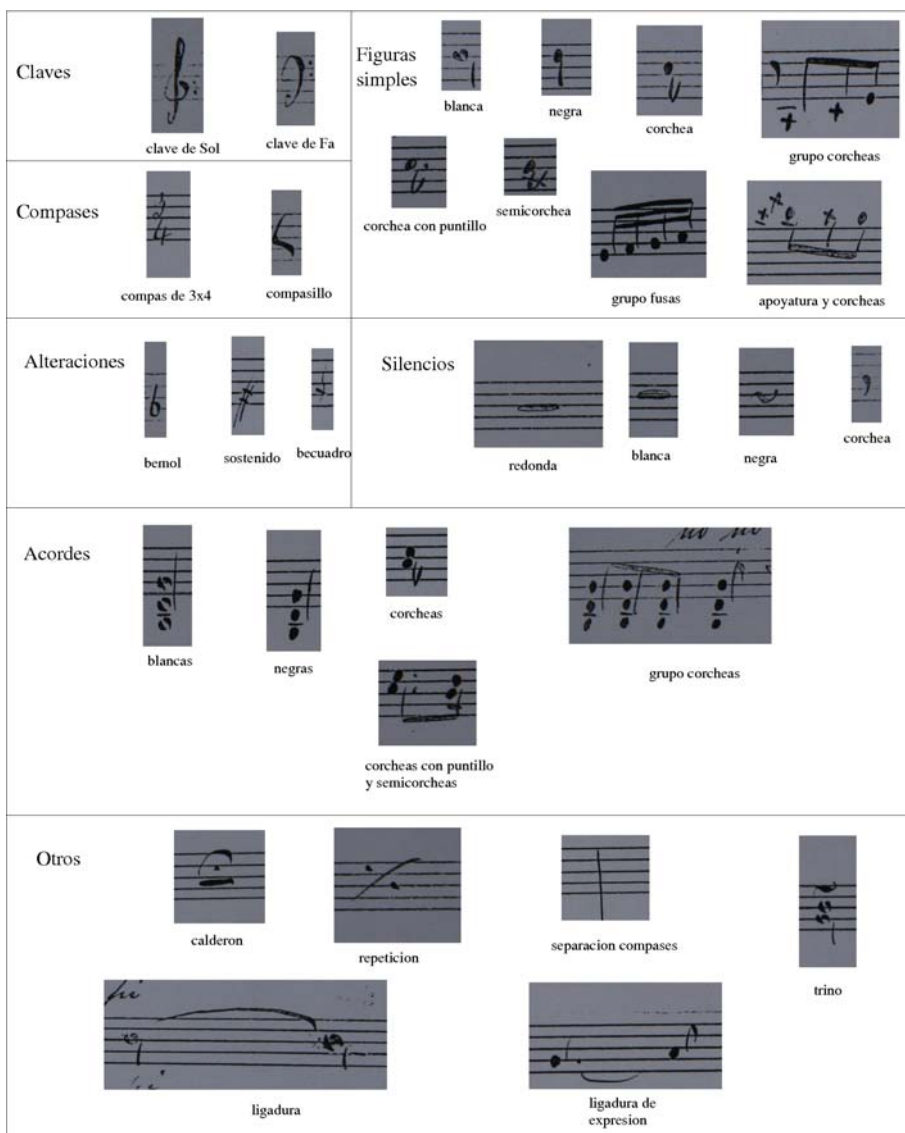 Claves
clave de Sol
clave de Fa
Figuras
simples
blanca
negra
corchea
grupo corcheas
corchea con puntillo
semicorchea
grupo fusas
apoyatura y corcheas
Compases
compas de 3x4
compasillo
Alteraciones
bemol
sostenido
becuadro
Silencios
redonda
blanca
negra
corchea
Acordes
blancas
negras
corcheas
grupo corcheas
corcheas con puntillo
y semicorcheas
Otros
calderon
repeticion
separacion compases
trino
ligadura
ligadura de
expresion